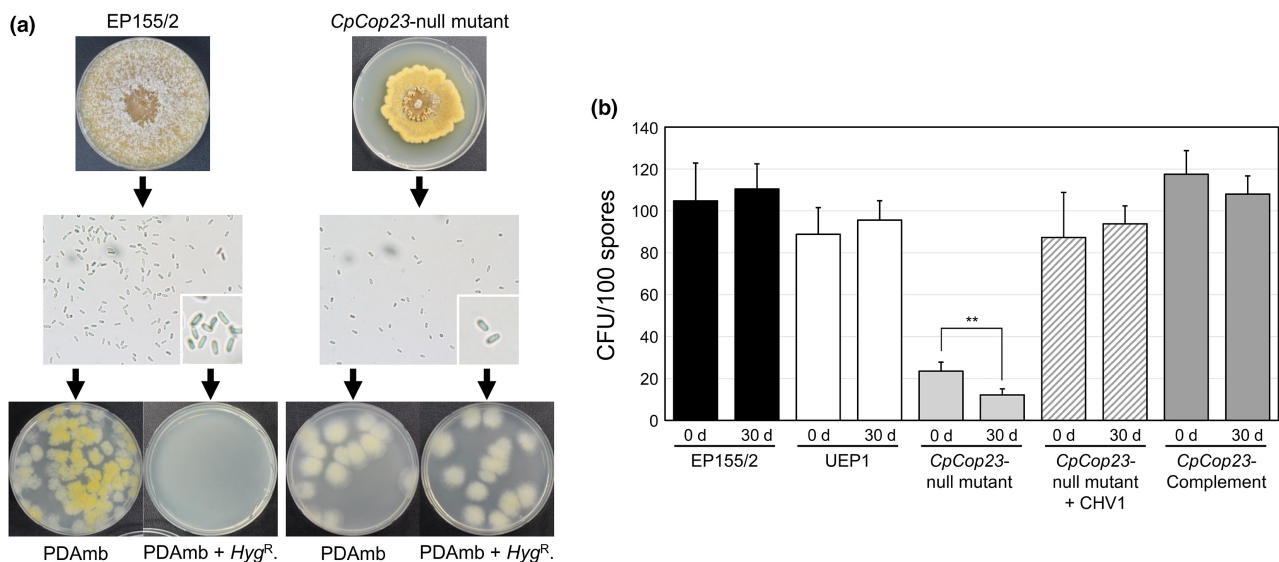 (a)
EP155/2
CpCop23-null mutant
PDAmb
PDAmb + HygR.
PDAmb
PDAmb + HygR.
(b)
CFU/100 spores
140
120
100
80
60
40
20
0
**
0 d 30 d 0 d 30 d 0 d 30 d 0 d 30 d 0 d 30 d
EP155/2
UEP1
CpCop23-
null mutant
CpCop23-
null mutant
+ CHV1
CpCop23-
Complement